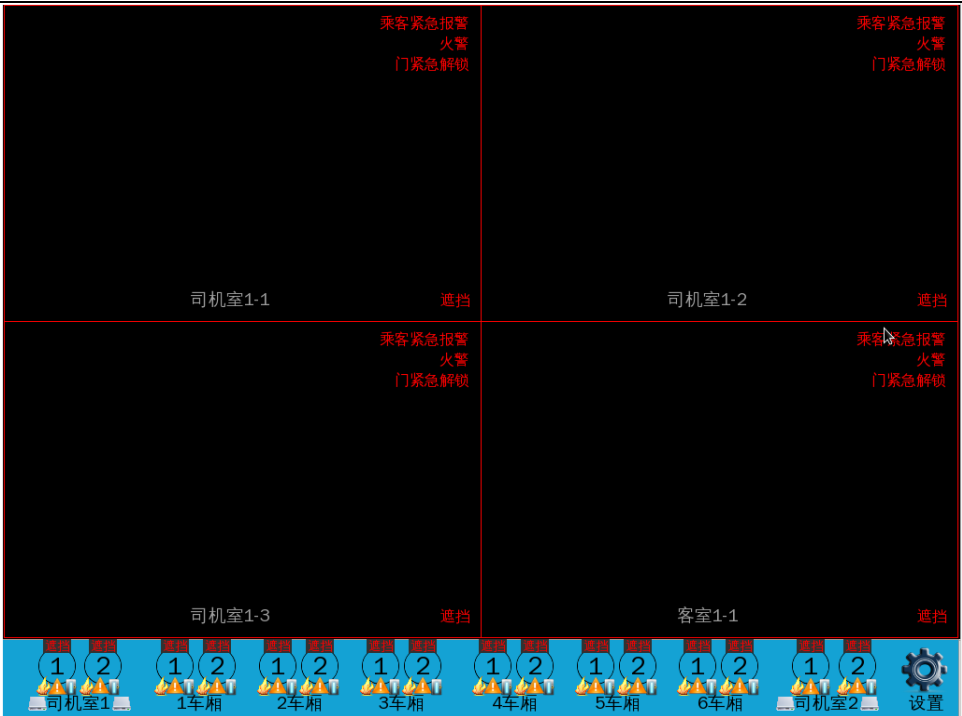 乘客紧急报警
火警
门紧急解锁
司机室1-1
遮挡
乘客紧急报警
火警
门紧急解锁
司机室1-2
遮挡
乘客紧急报警
火警
门紧急解锁
司机室1-3
遮挡
乘客紧急报警
火警
门紧急解锁
客室1-1
遮挡
遮挡 遮挡 遮挡 遮挡 遮挡 遮挡 遮挡 遮挡 遮挡 遮挡 遮挡 遮挡 遮挡 遮挡 遮挡 遮挡
1 2 1 2 1 2 1 2 1 2 1 2 1 2 1 2
司机室1 1车厢 2车厢 3车厢 4车厢 5车厢 6车厢 司机室2 设置